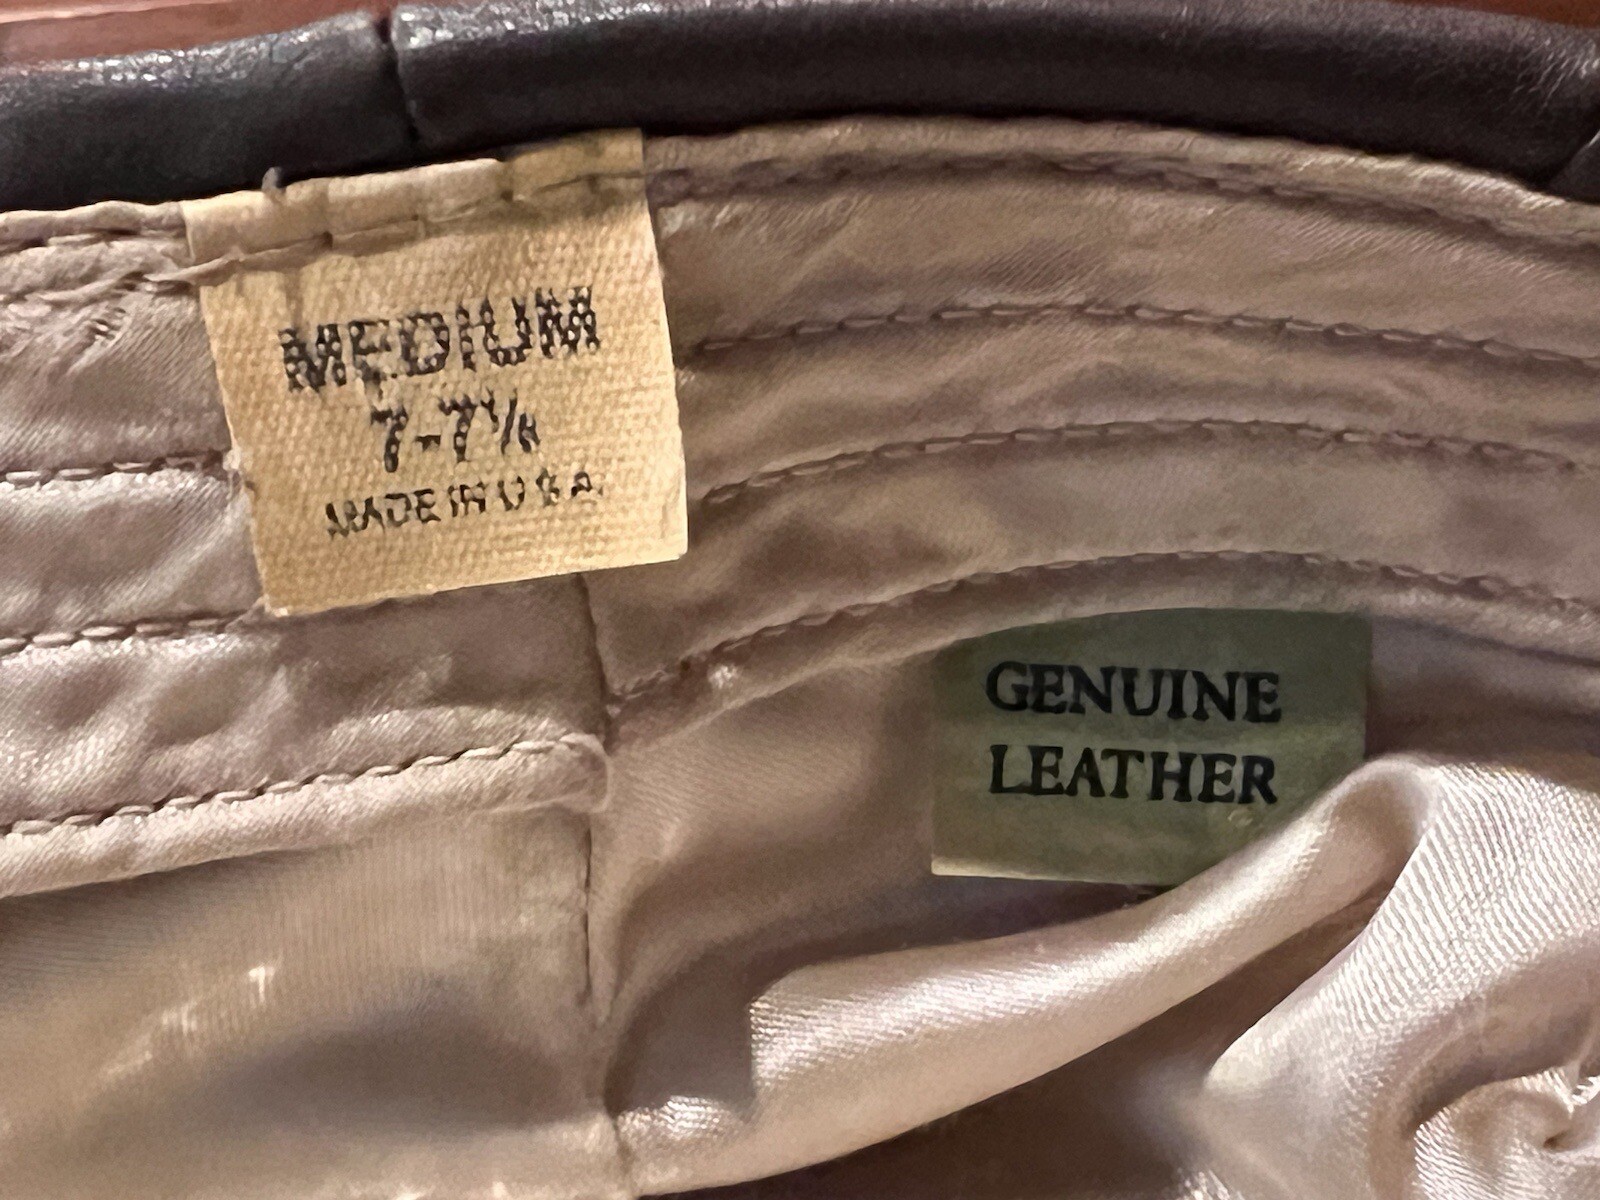 MEDIUM
7-7⅛
MADE IN U.S.A.
GENUINE
LEATHER